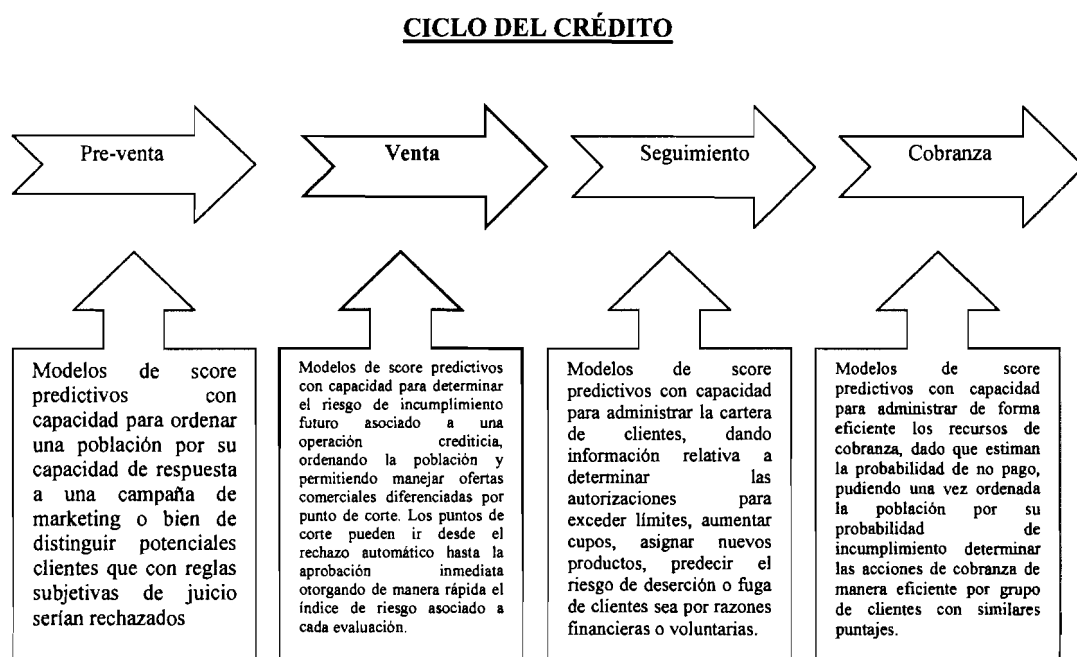 CICLO DEL CRÉDITO
Pre-venta
Venta
Seguimiento
Cobranza
Modelos de score
predictivos con
capacidad para ordenar
una población por su
capacidad de respuesta
a una campaña de
marketing o bien de
distinguir potenciales
clientes que con reglas
subjetivas de juicio
serían rechazados
Modelos de score predictivos
con capacidad para determinar
el riesgo de incumplimiento
futuro asociado a una
operación crediticia,
ordenando la población y
permitiendo manejar ofertas
comerciales diferenciadas por
punto de corte. Los puntos de
corte pueden ir desde el
rechazo automático hasta la
aprobación inmediata
otorgando de manera rápida el
índice de riesgo asociado a
cada evaluación.
Modelos de score
predictivos con capacidad
para administrar la cartera
de clientes, dando
información relativa a
determinar las
autorizaciones para
exceder límites, aumentar
cupos, asignar nuevos
productos, predecir el
riesgo de deserción o fuga
de clientes sea por razones
financieras o voluntarias.
Modelos de score
predictivos con capacidad
para administrar de forma
eficiente los recursos de
cobranza, dado que estiman
la probabilidad de no pago,
pudiendo una vez ordenada
la población por su
probabilidad de
incumplimiento determinar
las acciones de cobranza de
manera eficiente por grupo
de clientes con similares
puntajes.